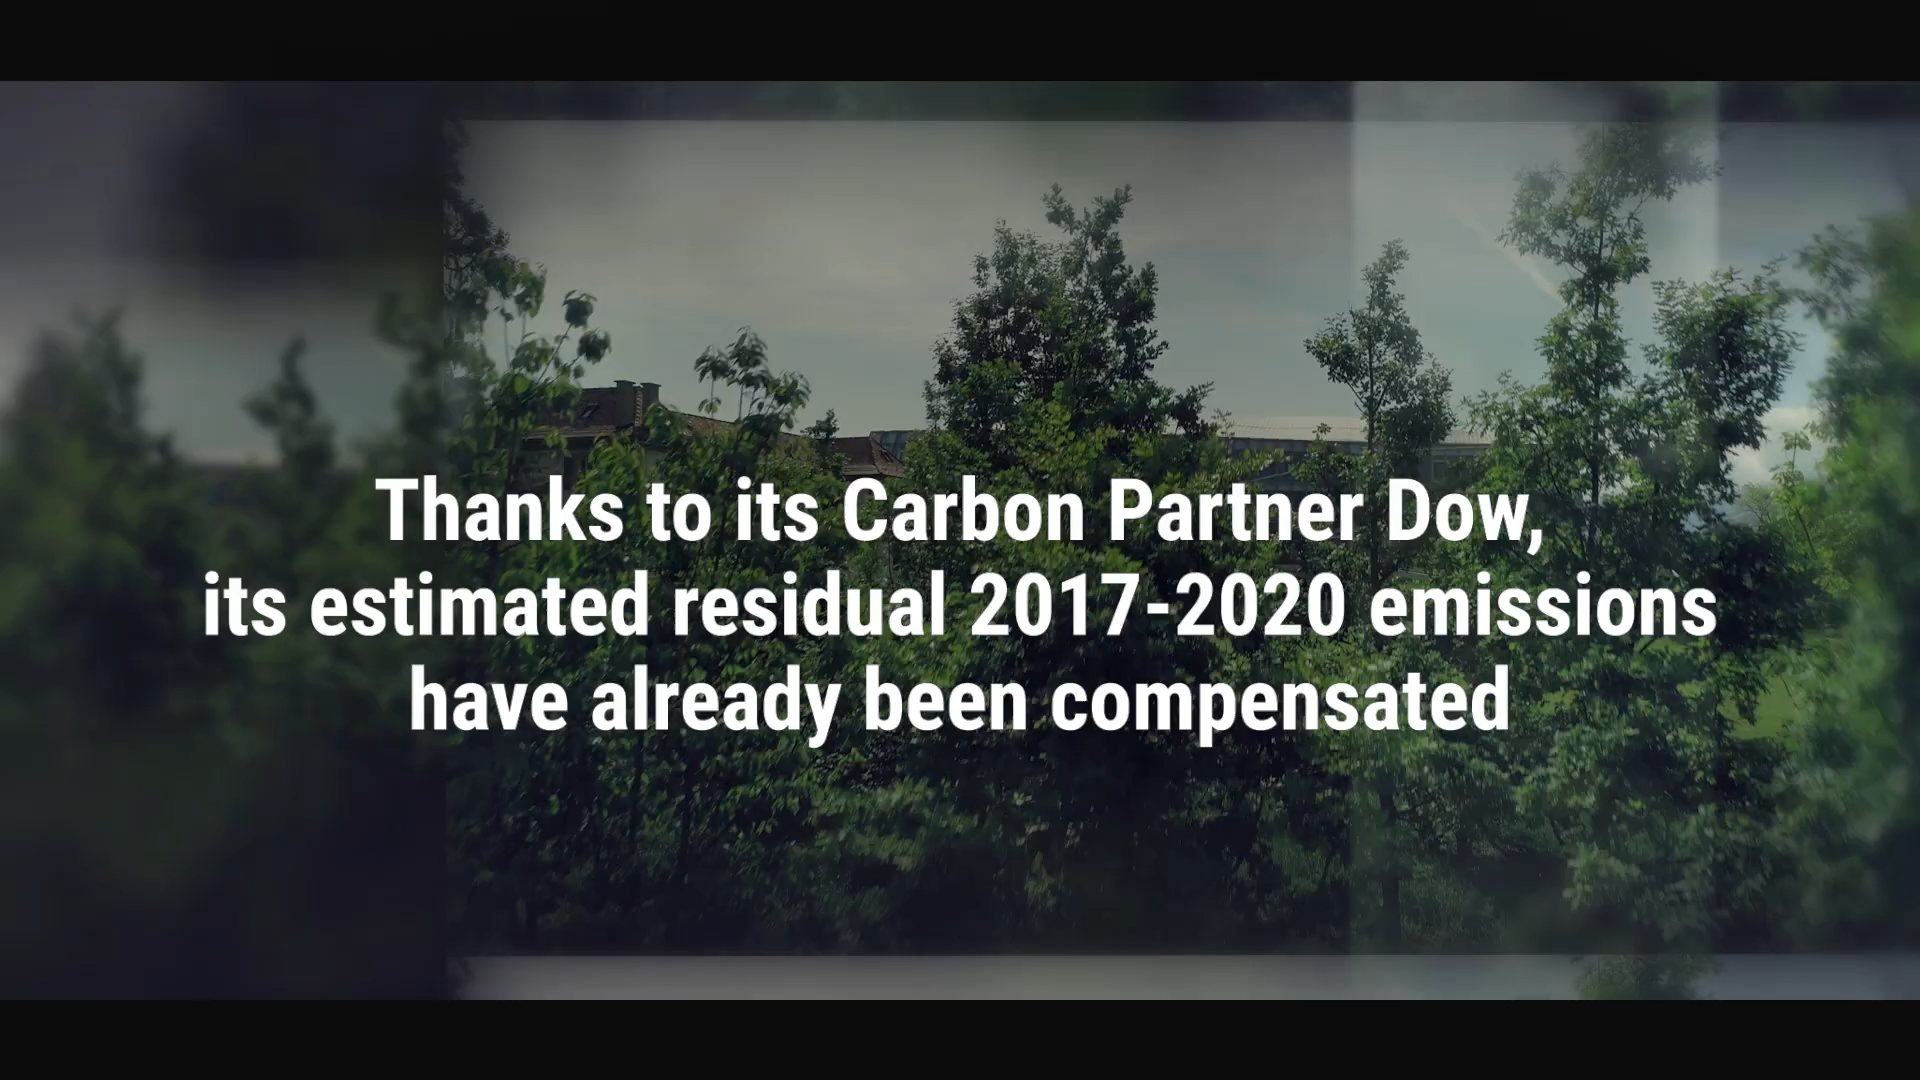 Thanks to its Carbon Partner Dow,
its estimated residual 2017-2020 emissions
have already been compensated